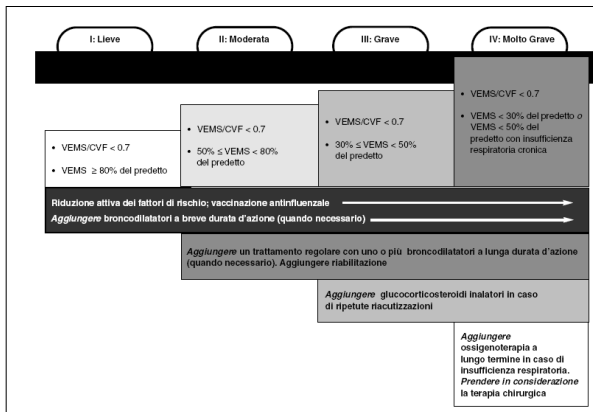 I: Lieve
II: Moderata
III: Grave
IV: Molto Grave
• VEMS/CVF < 0.7
• VEMS ≥ 80% del predetto
• VEMS/CVF < 0.7
• 50% ≤ VEMS < 80%
del predetto
• VEMS/CVF < 0.7
• 30% ≤ VEMS < 50%
del predetto
• VEMS/CVF < 0.7
• VEMS < 30% del predetto o
VEMS < 50% del
predetto con insufficienza
respiratoria cronica
Riduzione attiva dei fattori di rischio; vaccinazione antinfluenzale
Aggiungere broncodilatatori a breve durata d'azione (quando necessario)
Aggiungere un trattamento regolare con uno o più broncodilatatori a lunga durata d'azione
(quando necessario). Aggiungere riabilitazione
Aggiungere glucocorticosteroidi inalatori in caso
di ripetute riacutizzazioni
Aggiungere
ossigenoterapia a
lungo termine in caso di
insufficienza respiratoria.
Prendere in considerazione
la terapia chirurgica